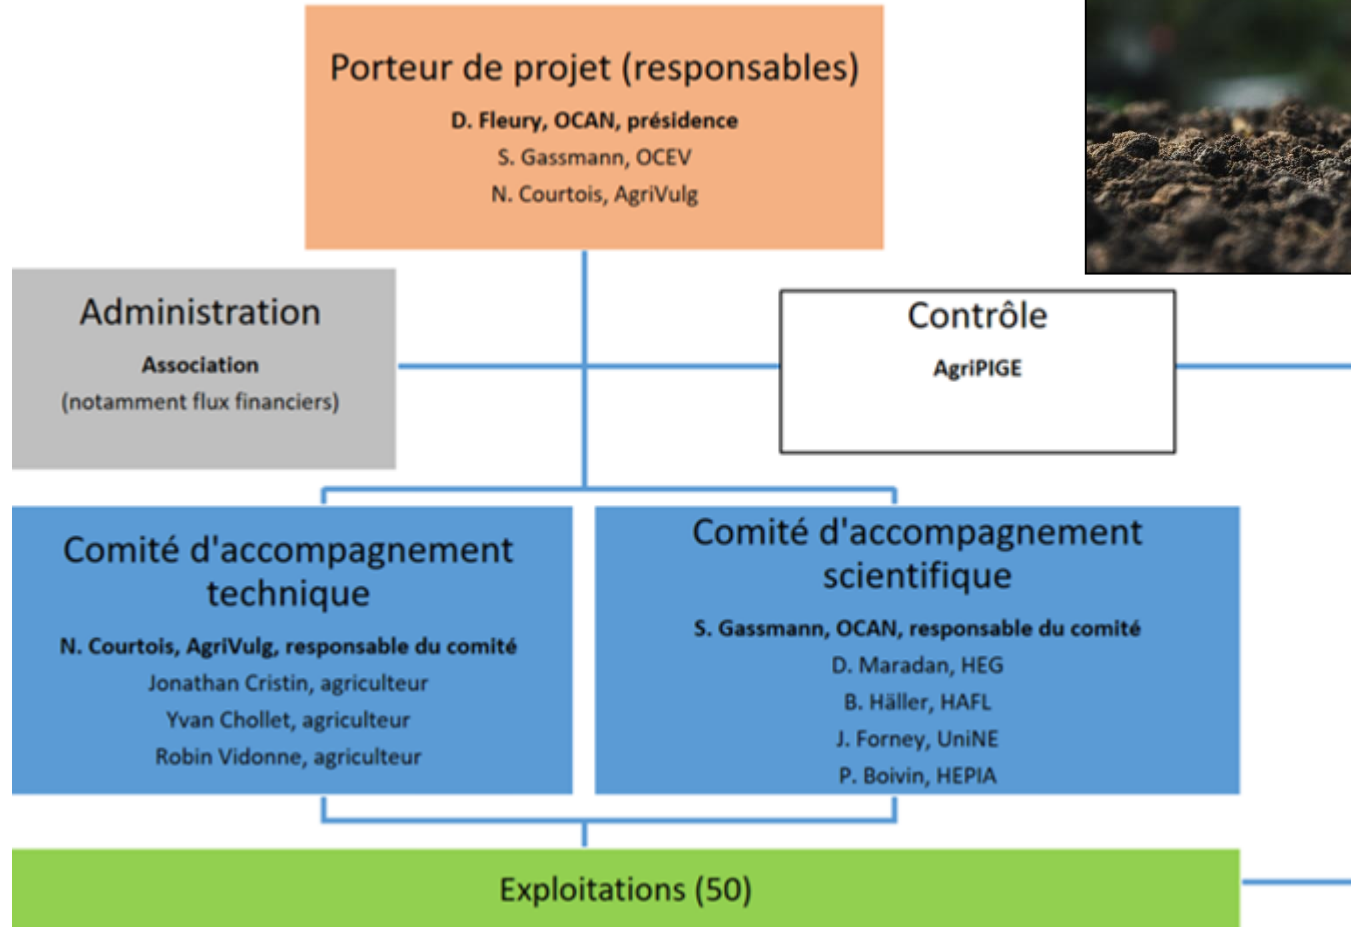 Porteur de projet (responsables)
D. Fleury, OCAN, présidence
S. Gassmann, OCEV
N. Courtois, AgriVulg
Administration
Association
(notamment flux financiers)
Contrôle
AgriPIGE
Comité d'accompagnement
technique
N. Courtois, AgriVulg, responsable du comité
Jonathan Cristin, agriculteur
Yvan Chollet, agriculteur
Robin Vidonne, agriculteur
Comité d'accompagnement
scientifique
S. Gassmann, OCAN, responsable du comité
D. Maradan, HEG
B. Häller, HAFL
J. Forney, UniNE
P. Boivin, HEPIA
Exploitations (50)